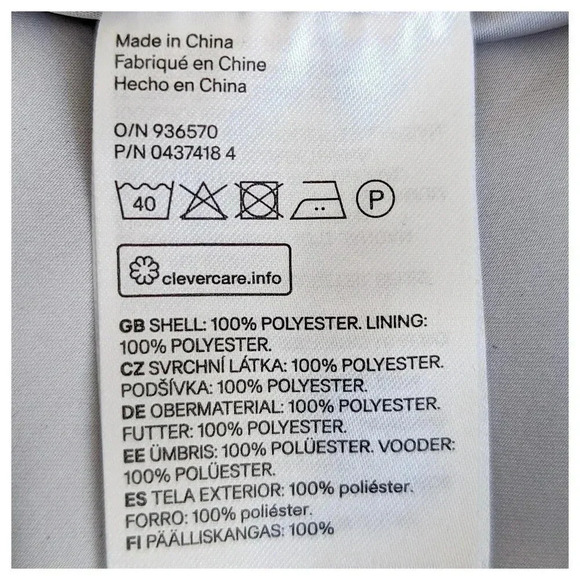 Made in China
Fabriqué en Chine
Hecho en China
O/N 936570
P/N 0437418 4
40 P
clevercare.info
GB SHELL: 100% POLYESTER. LINING:
100% POLYESTER.
CZ SVRCHNÍ LÁTKA: 100% POLYESTER.
PODŠÍVKA: 100% POLYESTER.
DE OBERMATERIAL: 100% POLYESTER.
FUTTER: 100% POLYESTER.
EE ÜMBRIS: 100% POLÜESTER. VOODER:
100% POLÜESTER.
ES TELA EXTERIOR: 100% poliéster.
FORRO: 100% poliéster.
FI PÄÄLLISKANGAS: 100%